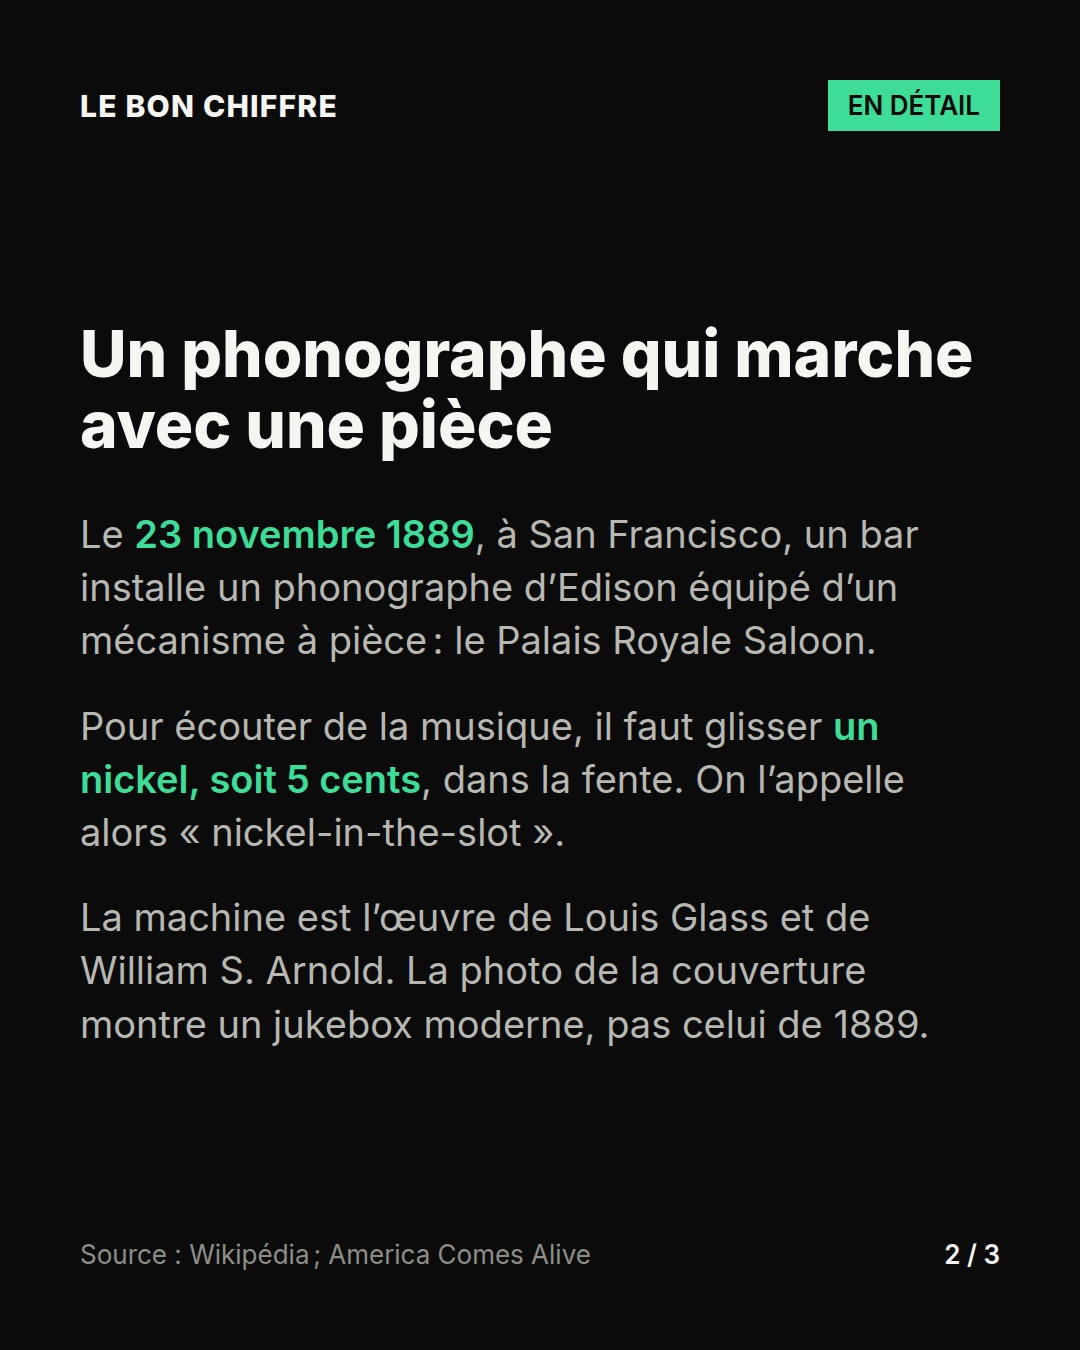 LE BON CHIFFRE
EN DÉTAIL
Un phonographe qui marche
avec une pièce
Le 23 novembre 1889, à San Francisco, un bar
installe un phonographe d’Edison équipé d’un
mécanisme à pièce : le Palais Royale Saloon.
Pour écouter de la musique, il faut glisser un
nickel, soit 5 cents, dans la fente. On l’appelle
alors « nickel-in-the-slot ».
La machine est l’œuvre de Louis Glass et de
William S. Arnold. La photo de la couverture
montre un jukebox moderne, pas celui de 1889.
Source : Wikipédia ; America Comes Alive
2 / 3